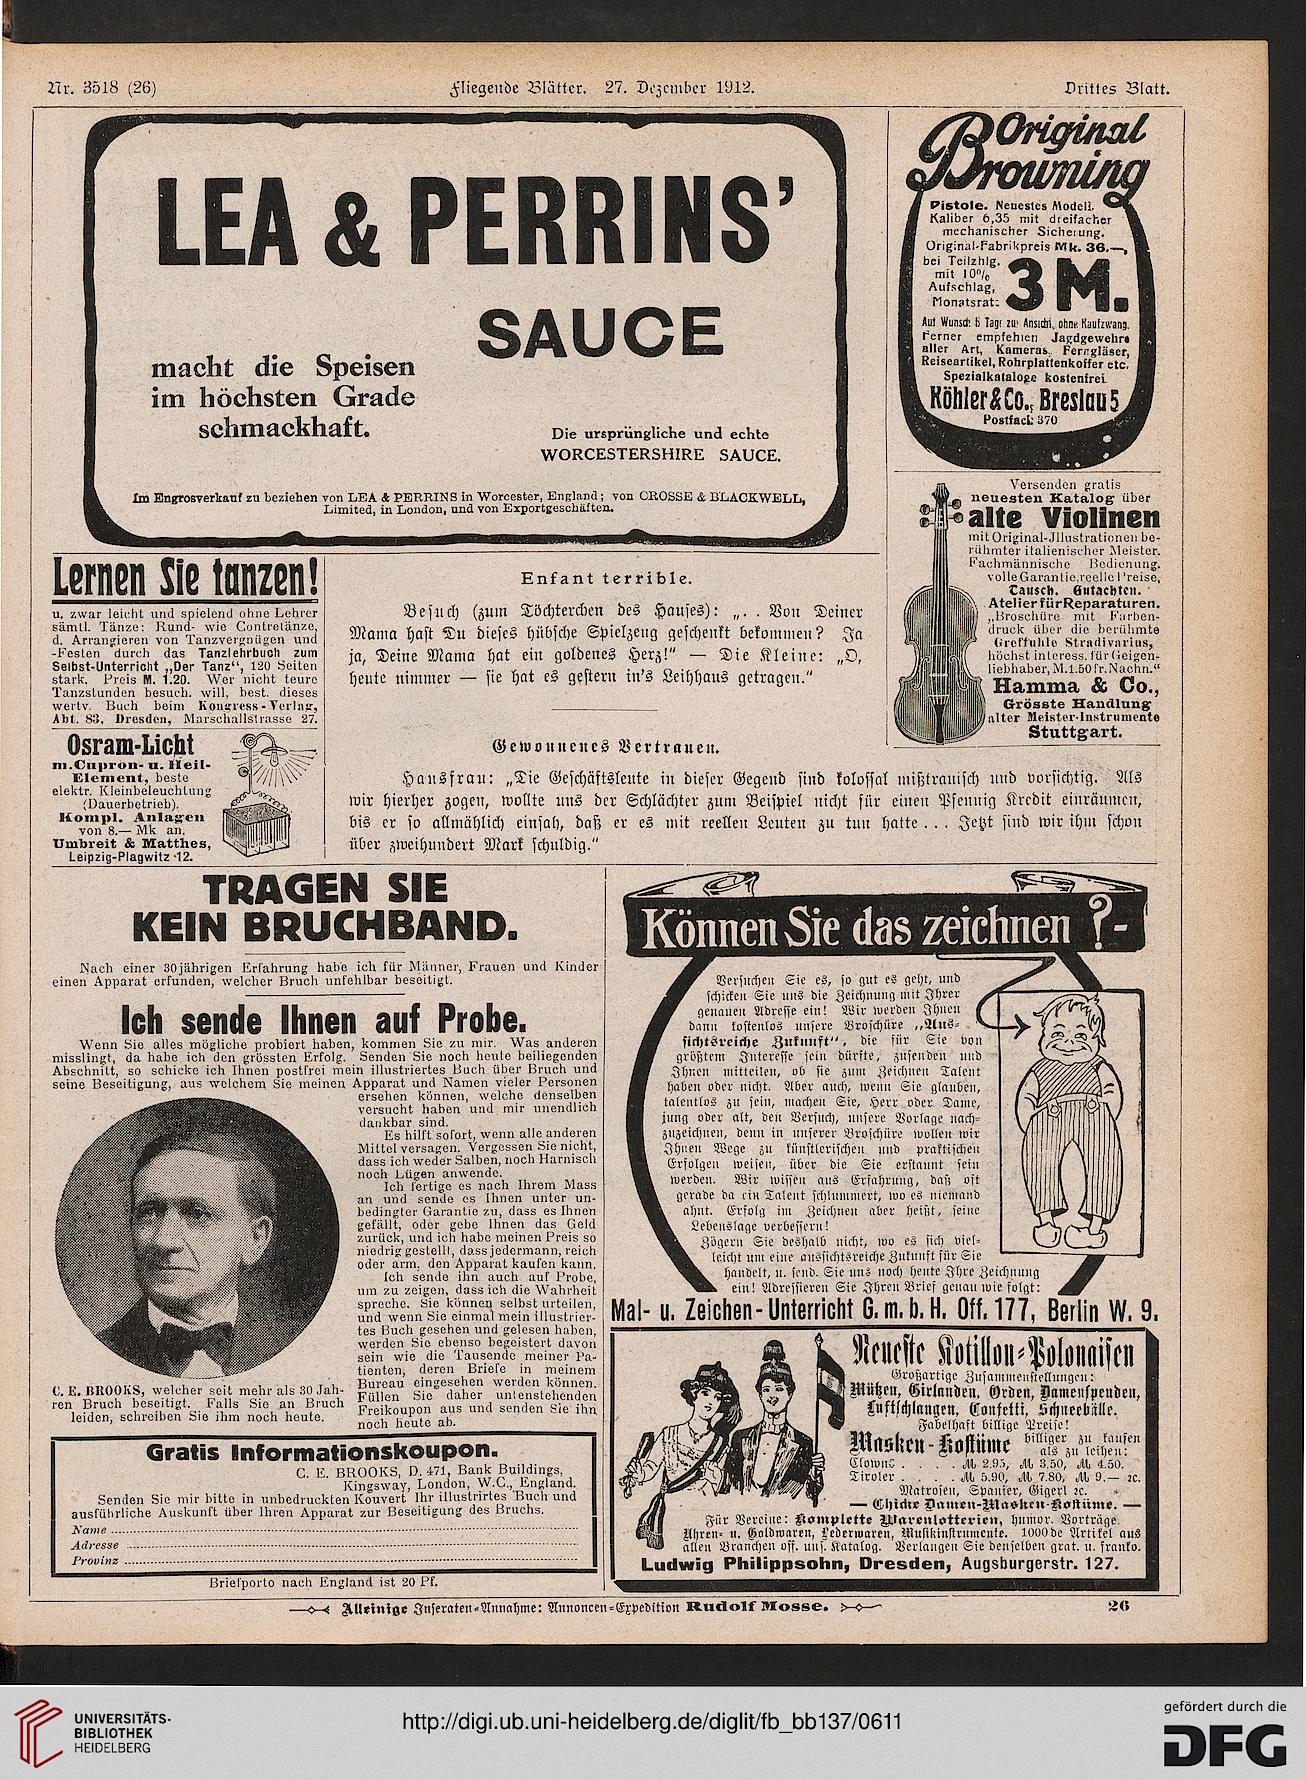 Nr. 3518 (26)
Fliegende Blätter. 27. Dezember 1912.
Drittes Blatt.
LEA & PERRINS'
SAUCE
macht die Speisen
im höchsten Grade
schmackhaft.
Die ursprüngliche und echte
WORCESTERSHIRE SAUCE.
Im Engrosverkauf zu beziehen von LEA & PERRINS in Worcester, England; von CROSSE & BLACKWELL,
Limited, in London, und von Exportgeschäften.
Original
Browning
Pistole. Neuestes Modell.
Kaliber 6,35 mit dreifacher
mechanischer Sicherung.
Original-Fabrikpreis Mk. 36.—,
bei Teilzhlg.
mit 10%
Aufschlag,
Monatsrat:
3 M.
Auf Wunsch 5 Tage zur Ansicht, ohne Kaufzwang.
Ferner empfehlen Jagdgewehre
aller Art, Kameras, Ferngläser,
Reiseartikel, Rohrplattenkoffer etc.
Spezialkataloge kostenfrei
Köhler & Co., Breslau 5
Postfach 370
Versenden gratis
neuesten Katalog über
alte Violinen
mit Original-Jllustrationen be-
rühmter italienischer Meister.
Fachmännische Bedienung.
volle Garantie, reelle Preise,
Tausch. Gutachten.
Atelier für Reparaturen.
„Broschüre mit Farben-
druck über die berühmte
Greffuhle Stradivarius,
höchst interess. für Geigen-
liebhaber, M.1.50 fr. Nachn.“
Hamma & Co.,
Grösste Handlung
alter Meister-Instrumente
Stuttgart.
Lernen Sie tanzen!
u. zwar leicht und spielend ohne Lehrer
sämtl. Tänze: Rund- wie Contretänze,
d. Arrangieren von Tanzvergnügen und
-Festen durch das Tanzlehrbuch zum
Selbst-Unterricht „Der Tanz“, 120 Seiten
stark. Preis M. 1.20. Wer nicht teure
Tanzstunden besuch. will, best. dieses
wertv. Buch beim Kongress-Verlag,
Abt. 83, Dresden, Marschallstrasse 27.
Osram-Licht
m. Cupron- u. Heil-
Element, beste
elektr. Kleinbeleuchtung
(Dauerbetrieb).
Kompl. Anlagen
von 8.— Mk an.
Umbreit & Matthes,
Leipzig-Plagwitz 12.
Enfant terrible.
Besuch (zum Töchterchen des Hauses): „. . Von Deiner
Mama hast Du dieses hübsche Spielzeug geschenkt bekommen? Ja
ja, Deine Mama hat ein goldenes Herz!“ — Die Kleine: „O,
heute nimmer — sie hat es gestern in's Leihhaus getragen.“
Gewonnenes Vertrauen.
Hausfrau: „Die Geschäftsleute in dieser Gegend sind kolossal mißtrauisch und vorsichtig. Als
wir hierher zogen, wollte uns der Schlächter zum Beispiel nicht für einen Pfennig Kredit einräumen,
bis er so allmählich einsah, daß er es mit reellen Leuten zu tun hatte . . . Jetzt sind wir ihm schon
über zweihundert Mark schuldig.“
TRAGEN SIE
KEIN BRUCHBAND.
Nach einer 30jährigen Erfahrung habe ich für Männer, Frauen und Kinder
einen Apparat erfunden, welcher Bruch unfehlbar beseitigt.
Ich sende Ihnen auf Probe.
Wenn Sie alles mögliche probiert haben, kommen Sie zu mir. Was anderen
misslingt, da habe ich den grössten Erfolg. Senden Sie noch heute beiliegenden
Abschnitt, so schicke ich Ihnen postfrei mein illustriertes Buch über Bruch und
seine Beseitigung, aus welchem Sie meinen Apparat und Namen vieler Personen
ersehen können, welche denselben
versucht haben und mir unendlich
dankbar sind.
Es hilft sofort, wenn alle anderen
Mittel versagen. Vergessen Sie nicht,
dass ich weder Salben, noch Harnisch
noch Lügen anwende.
Ich fertige es nach Ihrem Mass
an und sende es Ihnen unter un-
bedingter Garantie zu, dass es Ihnen
gefällt, oder gebe Ihnen das Geld
zurück, und ich habe meinen Preis so
niedrig gestellt, dass jedermann, reich
oder arm, den Apparat kaufen kann.
Ich sende ihn auch auf Probe,
um zu zeigen, dass ich die Wahrheit
spreche. Sie können selbst urteilen,
und wenn Sie einmal mein illustrier-
tes Buch gesehen und gelesen haben,
werden Sie ebenso begeistert davon
sein wie die Tausende meiner Pa-
tienten, deren Briefe in meinem
Bureau eingesehen werden können.
Füllen Sie daher untenstehenden
Freikoupon aus und senden Sie ihn
noch heute ab.
C. E. BROOKS, welcher seit mehr als 30 Jah-
ren Bruch beseitigt. Falls Sie an Bruch
leiden, schreiben Sie ihm noch heute.
Gratis Informationskoupon.
C. E. BROOKS, D. 471, Bank Buildings,
Kingsway, London, W.C., England.
Senden Sie mir bitte in unbedruckten Kouvert Ihr illustrirtes Buch und
ausführliche Auskunft über Ihren Apparat zur Beseitigung des Bruchs.
Name
Adresse
Provinz
Briefporto nach England ist 20 Pf.
Können Sie das zeichnen ?-
Versuchen Sie es, so gut es geht, und
schicken Sie uns die Zeichnung mit Ihrer
genauen Adresse ein! Wir werden Ihnen
dann kostenlos unsere Broschüre „Aus-
sichtsreiche Zukunft“, die für Sie von
größtem Interesse sein dürfte, zusenden und
Ihnen mitteilen, ob sie zum Zeichnen Talent
haben oder nicht. Aber auch, wenn Sie glauben,
talentlos zu sein, machen Sie, Herr oder Dame,
jung oder alt, den Versuch, unsere Vorlage nach-
zuzeichnen, denn in unserer Broschüre wollen wir
Ihnen Wege zu künstlerischen und praktischen
Erfolgen weisen, über die Sie erstaunt sein
werden. Wir wissen aus Erfahrung, daß oft
gerade da ein Talent schlummert, wo es niemand
ahnt. Erfolg im Zeichnen aber heißt, seine
Lebenslage verbessern!
Zögern Sie deshalb nicht, wo es sich viel-
leicht um eine aussichtsreiche Zukunft für Sie
handelt, u. send. Sie uns noch heute Ihre Zeichnung
ein! Adressieren Sie Ihren Brief genau wie folgt:
Mal- u. Zeichen-Unterricht G. m. b. H. Off. 177, Berlin W. 9.
Neueste Kotillon-Polonaisen
Großartige Zusammenstellungen:
Mützen, Girlanden, Orden, Damenspenden,
Luftschlangen, Confetti, Schneebälle.
Fabelhaft billige Preise!
Masken-Kostüme billiger zu kaufen
als zu leihen:
Clowns . . . . M 2.95, M 3.50, M 4.50.
Tiroler . . . . M 5.90, M 7.80, M 9.— ꝛc.
Matrosen, Spanier, Gigerl ꝛc.
— Chicke Damen-Masken-Kostüme. —
Für Vereine: Komplette Warenlotterien, humor. Vorträge.
Uhren- u. Goldwaren, Lederwaren, Musikinstrumente. 1000de Artikel aus
allen Branchen off. uns. Katalog. Verlangen Sie denselben grat. u. franko.
Ludwig Philippsohn, Dresden, Augsburgerstr. 127.
Alleinige Inseraten-Annahme: Annoncen-Expedition Rudolf Mosse.
26
UNIVERSITÄTS-
BIBLIOTHEK
HEIDELBERG
http://digi.ub.uni-heidelberg.de/diglit/fb_bb137/0611
gefördert durch die
DFG